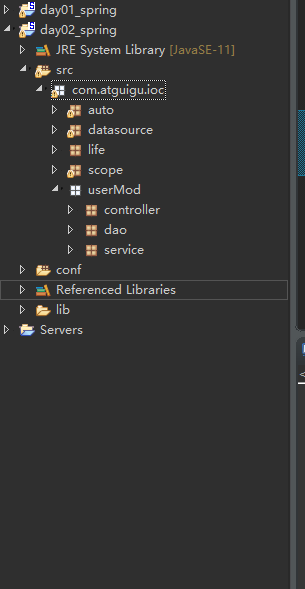 day01_spring
day02_spring
JRE System Library [JavaSE-11]
src
com.atguigu.ioc
auto
datasource
life
scope
userMod
controller
dao
service
conf
Referenced Libraries
lib
Servers